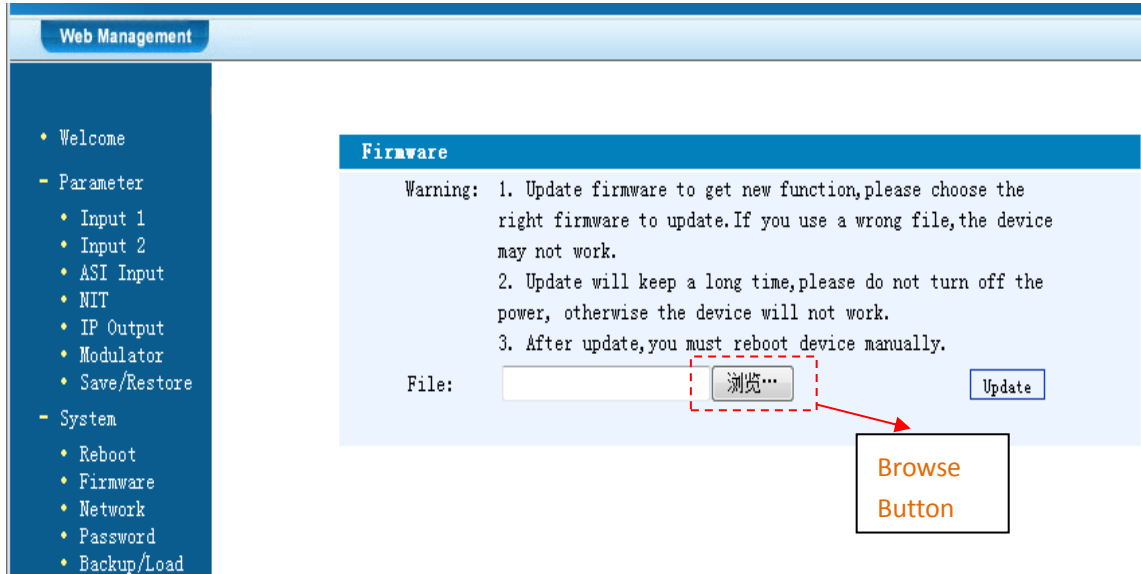 Web Management
• Welcome
- Parameter
• Input 1
• Input 2
• ASI Input
• NIT
• IP Output
• Modulator
• Save/Restore
- System
• Reboot
• Firmware
• Network
• Password
• Backup/Load
Firmware
Warning: 1. Update firmware to get new function,please choose the
right firmware to update.If you use a wrong file,the device
may not work.
2. Update will keep a long time,please do not turn off the
power, otherwise the device will not work.
3. After update,you must reboot device manually.
File: 浏览… Update
Browse
Button